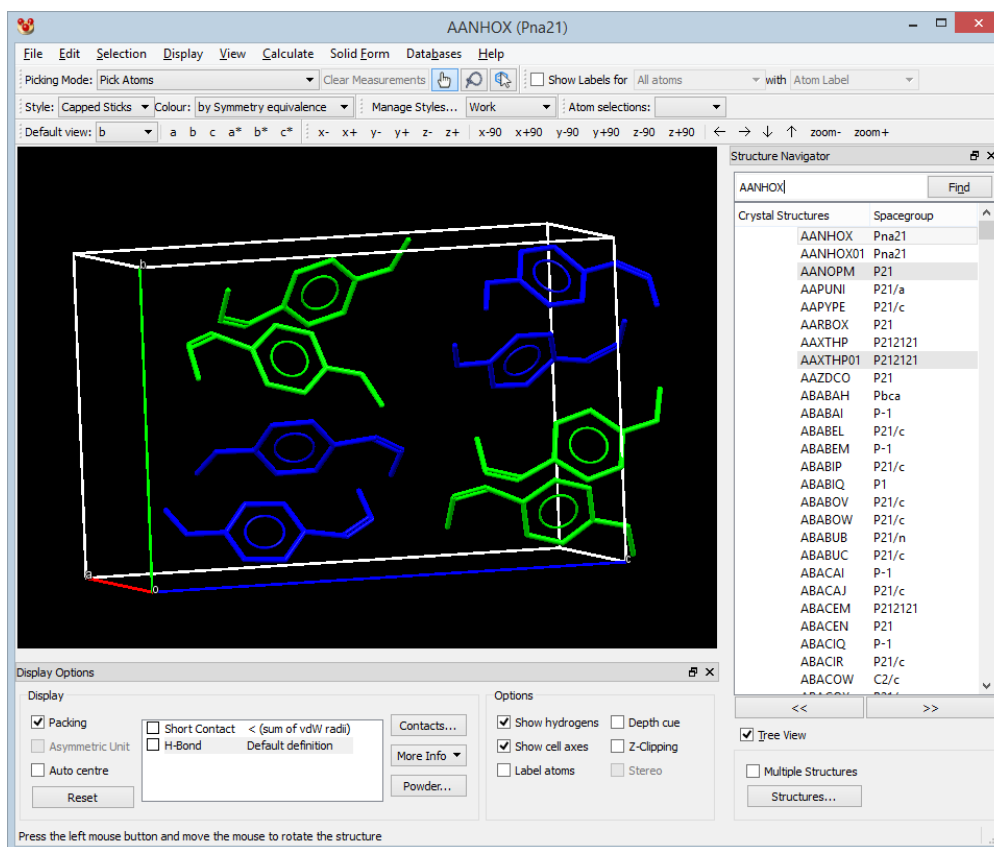 AANHOX (Pna21)
File Edit Selection Display View Calculate Solid Form Databases Help
Picking Mode: Pick Atoms Clear Measurements Show Labels for All atoms with Atom Label
Style: Capped Sticks Colour: by Symmetry equivalence Manage Styles... Work Atom selections:
Default view: b a b c a* b* c* x- x+ y- y+ z- z+ x-90 x+90 y-90 y+90 z-90 z+90 ← → ↓ ↑ zoom- zoom+
Structure Navigator
AANHOX Find
Crystal Structures Spacegroup
AANHOX Pna21
AANHOX01 Pna21
AANOPM P21
AAPUNI P21/a
AAPYPE P21/c
AARBOX P21
AAXTHP P212121
AAXTHP01 P212121
AAZDCO P21
ABABAH Pbca
ABABAI P-1
ABABEL P21/c
ABABEM P-1
ABABIP P21/c
ABABIQ P1
ABABOV P21/c
ABABOW P21/c
ABABUB P21/n
ABABUC P21/c
ABACAI P-1
ABACAJ P21/c
ABACEM P212121
ABACEN P21
ABACIQ P-1
ABACIR P21/c
ABACOW C2/c
<< >>
Tree View
Multiple Structures
Structures...
b
a
o
c
Display Options
Display
Packing
Asymmetric Unit
Auto centre
Reset
Short Contact < (sum of vdW radii)
H-Bond Default definition
Contacts...
More Info
Powder...
Options
Show hydrogens Depth cue
Show cell axes Z-Clipping
Label atoms Stereo
Press the left mouse button and move the mouse to rotate the structure